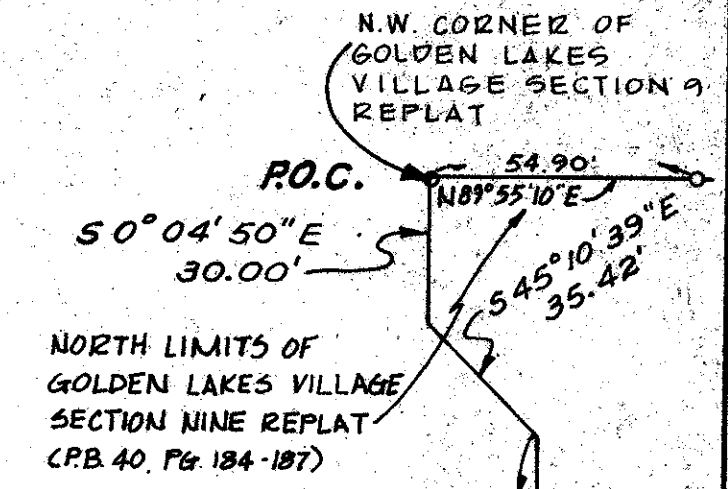 N.W. CORNER OF
GOLDEN LAKES
VILLAGE SECTION 9
REPLAT
P.O.C.
54.90'
N89°55'10"E
S 0°04'50"E
30.00'
S45°10'39"E
35.42'
NORTH LIMITS OF
GOLDEN LAKES VILLAGE
SECTION NINE REPLAT
(P.B. 40, PG. 184-187)